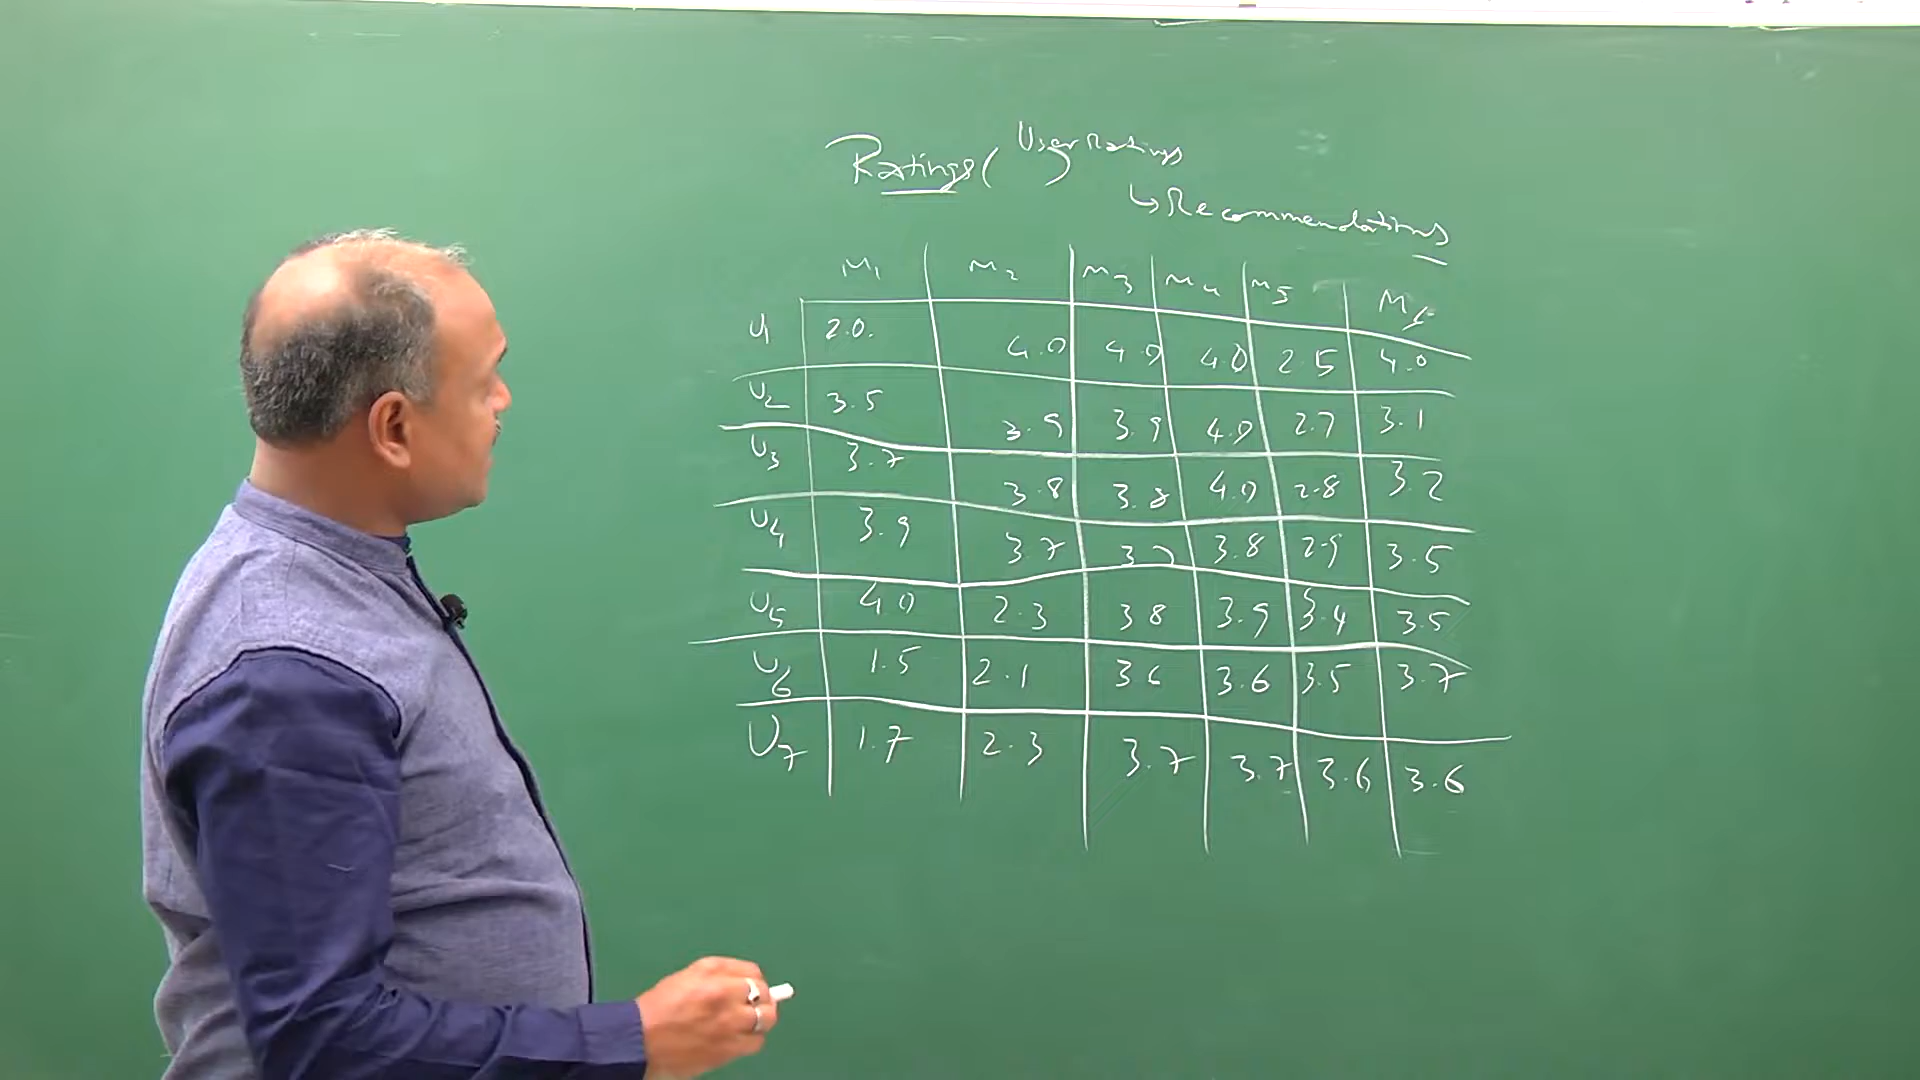 User Ratings
Ratings ( )
↳ Recommendations
M1 M2 M3 M4 M5 M6
U1 2.0. 4.0 4.0 4.0 2.5 4.0
U2 3.5 3.9 3.9 4.0 2.7 3.1
U3 3.7 3.8 3.8 4.0 2.8 3.2
U4 3.9 3.7 3.7 3.8 2.9 3.5
U5 4.0 2.3 3.8 3.9 3.4 3.5
U6 1.5 2.1 3.6 3.6 3.5 3.7
U7 1.7 2.3 3.7 3.7 3.6 3.6